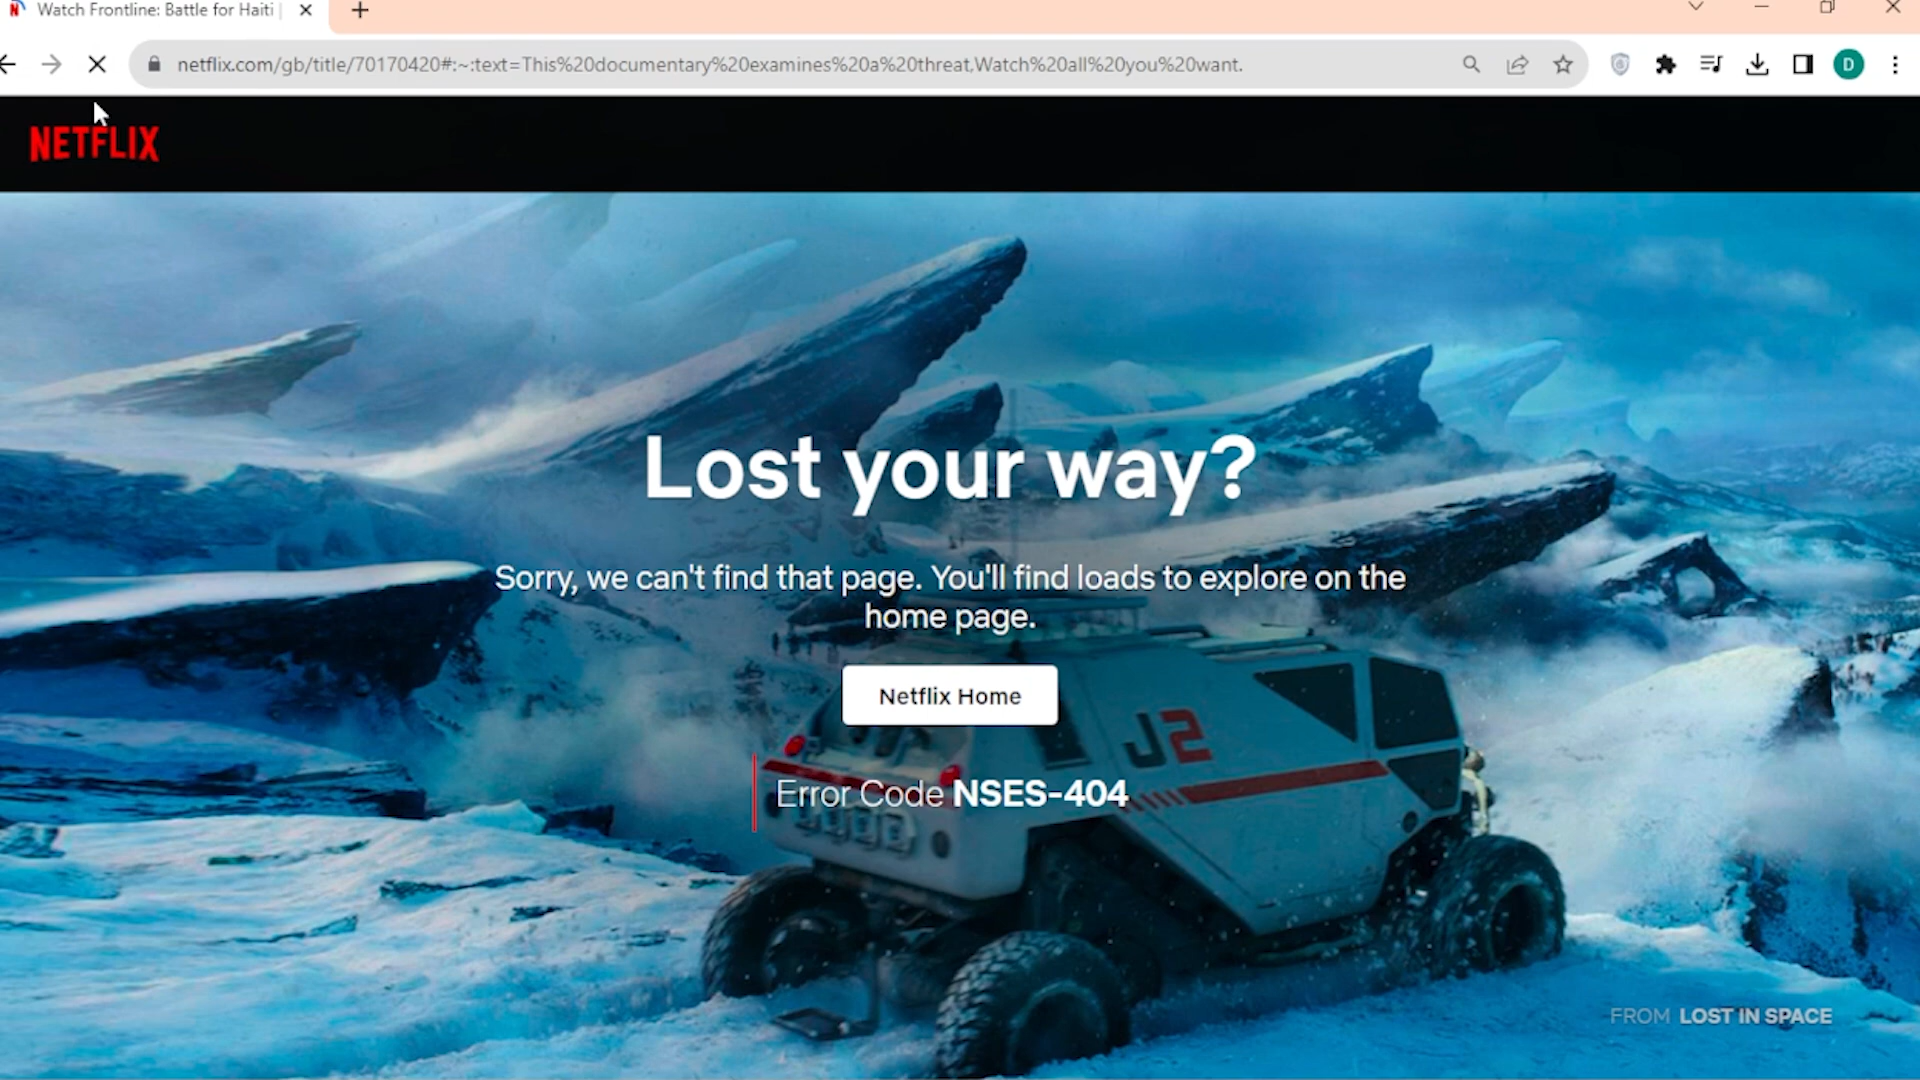 Watch Frontline: Battle for Haiti |
netflix.com/gb/title/70170420#:~:text=This%20documentary%20examines%20a%20threat,Watch%20all%20you%20want.
D
NETFLIX
Lost your way?
Sorry, we can't find that page. You'll find loads to explore on the
home page.
Netflix Home
J2
Error Code NSES-404
FROM LOST IN SPACE